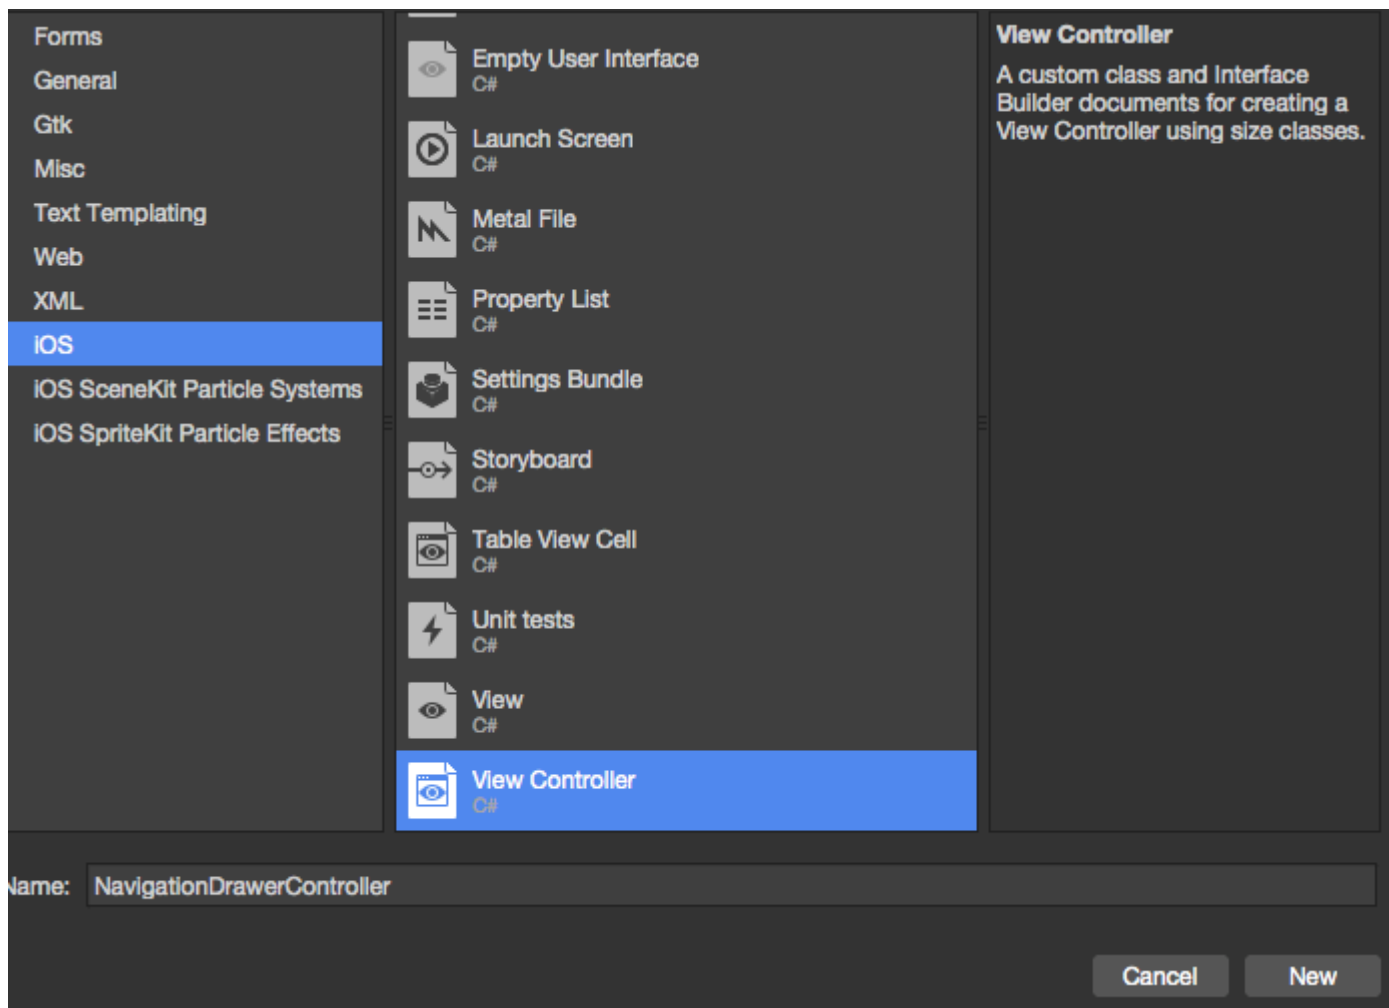 Forms
General
Gtk
Misc
Text Templating
Web
XML
iOS
iOS SceneKit Particle Systems
iOS SpriteKit Particle Effects
Empty User Interface
C#
Launch Screen
C#
Metal File
C#
Property List
C#
Settings Bundle
C#
Storyboard
C#
Table View Cell
C#
Unit tests
C#
View
C#
View Controller
C#
View Controller
A custom class and Interface
Builder documents for creating a
View Controller using size classes.
Name: NavigationDrawerController
Cancel New